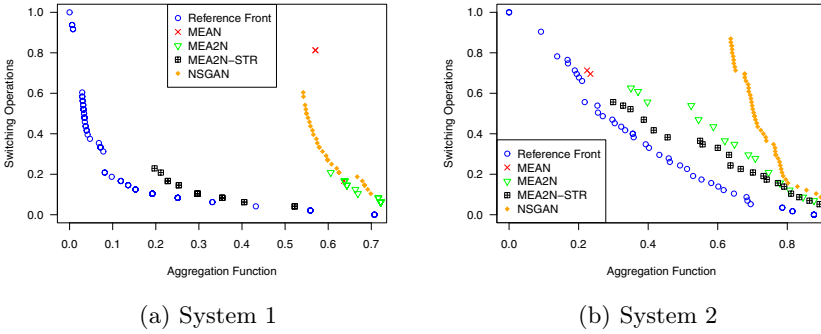 Switching Operations
1.0
0.8
0.6
0.4
0.2
0.0
Reference Front
MEAN
MEA2N
MEA2N−STR
NSGAN
0.0 0.1 0.2 0.3 0.4 0.5 0.6 0.7
Aggregation Function
(a) System 1
Switching Operations
1.0
0.8
0.6
0.4
0.2
0.0
Reference Front
MEAN
MEA2N
MEA2N−STR
NSGAN
0.0 0.2 0.4 0.6 0.8
Aggregation Function
(b) System 2